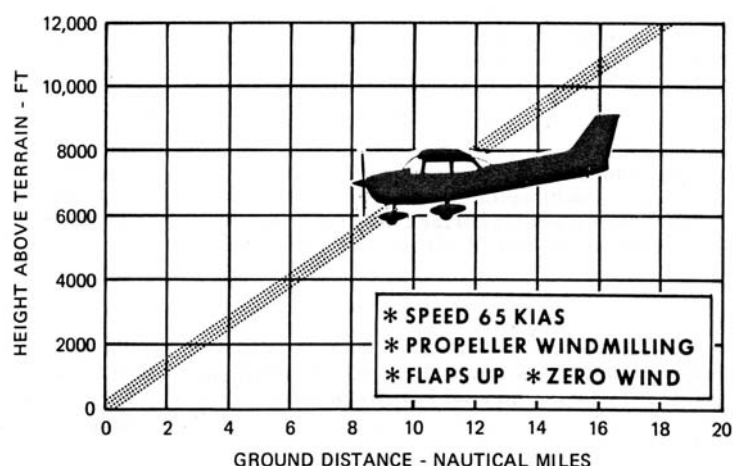 HEIGHT ABOVE TERRAIN - FT
12,000
10,000
8000
6000
4000
2000
0
* SPEED 65 KIAS
* PROPELLER WINDMILLING
* FLAPS UP * ZERO WIND
0 2 4 6 8 10 12 14 16 18 20
GROUND DISTANCE - NAUTICAL MILES